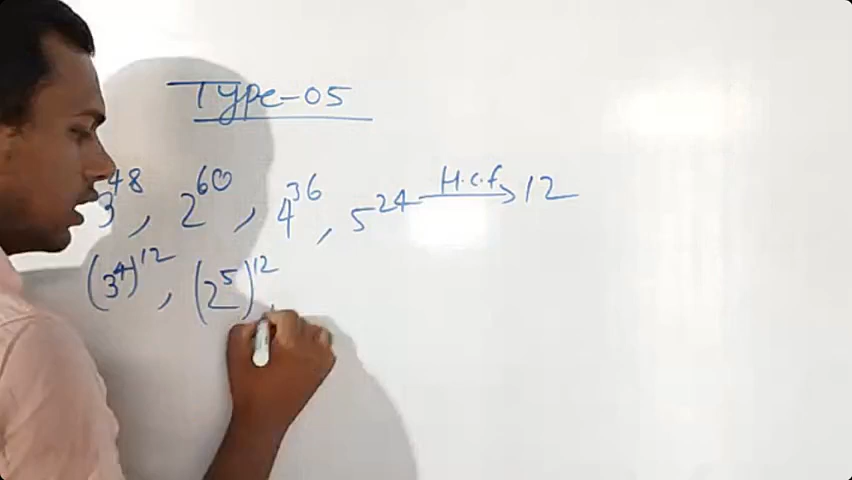 Type-05
3^48, 2^60, 4^36, 5^24 H.c.f → 12
(3^4)^12, (2^5)^12,